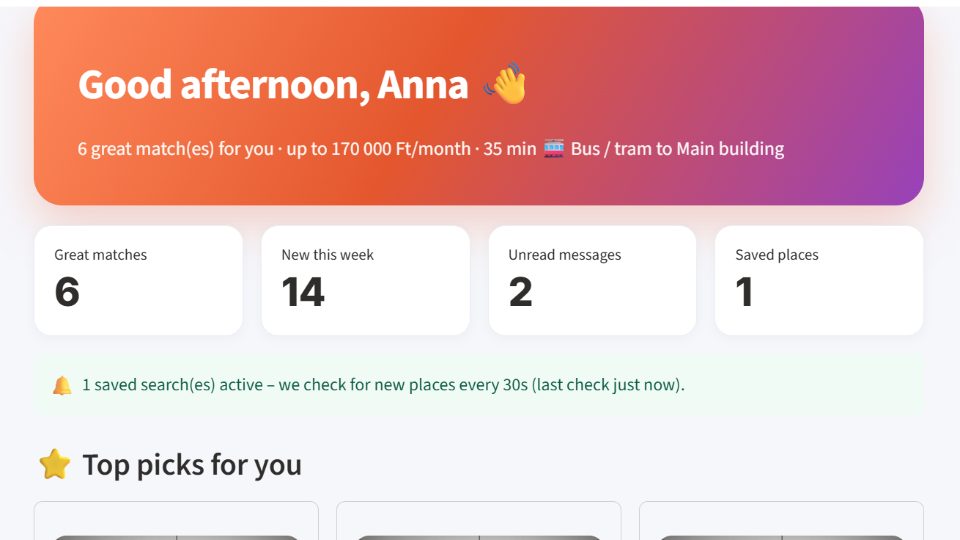 Good afternoon, Anna 👋
6 great match(es) for you · up to 170 000 Ft/month · 35 min 🚋 Bus / tram to Main building
Great matches
6
New this week
14
Unread messages
2
Saved places
1
🔔 1 saved search(es) active – we check for new places every 30s (last check just now).
⭐ Top picks for you